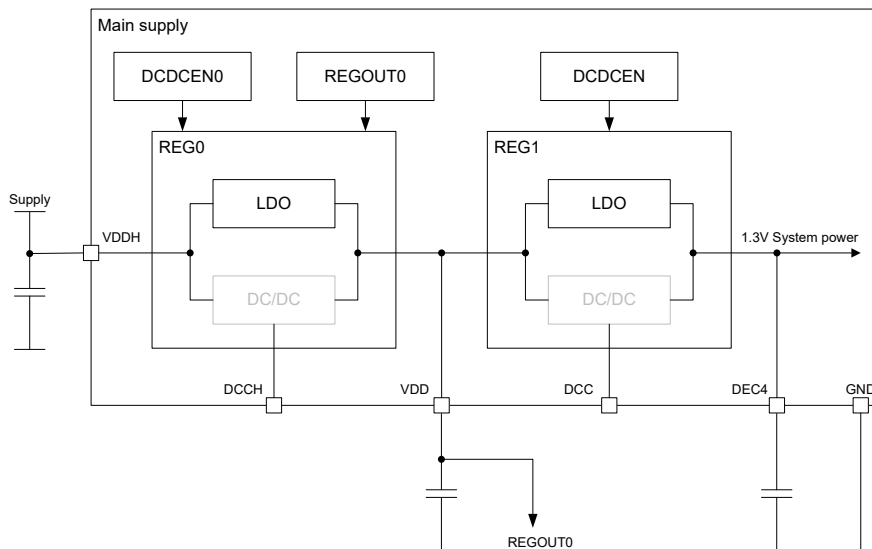 Main supply
DCDCEN0
REGOUT0
DCDCEN
REG0
REG1
LDO
LDO
Supply
VDDH
1.3V System power
DC/DC
DC/DC
DCCH
VDD
DCC
DEC4
GND
REGOUT0